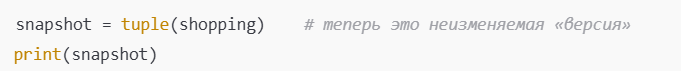 snapshot = tuple(shopping)    # теперь это неизменяемая «версия»
print(snapshot)